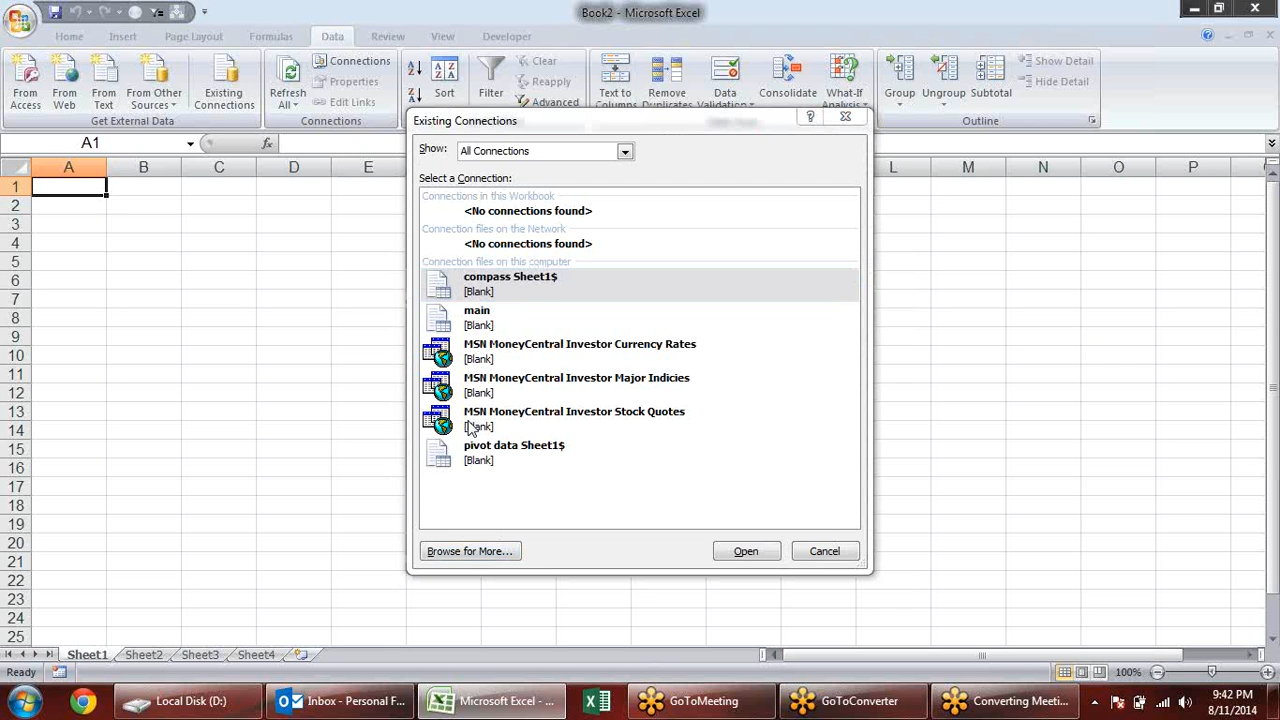 Book2 - Microsoft Excel
Home Insert Page Layout Formulas Data Review View Developer
From Access
From Web
From Text
From Other Sources
Existing Connections
Get External Data
Refresh All
Connections
Properties
Edit Links
Connections
Sort
Filter
Clear
Reapply
Advanced
Text to Columns
Remove Duplicates
Data Validation
Consolidate
What-If Analysis
Group
Ungroup
Subtotal
Show Detail
Hide Detail
Outline
A1
fx
Existing Connections
Show: All Connections
Select a Connection:
Connections in this Workbook
<No connections found>
Connection files on the Network
<No connections found>
Connection files on this computer
compass Sheet1$
[Blank]
main
[Blank]
MSN MoneyCentral Investor Currency Rates
[Blank]
MSN MoneyCentral Investor Major Indicies
[Blank]
MSN MoneyCentral Investor Stock Quotes
[Blank]
pivot data Sheet1$
[Blank]
Browse for More...
Open
Cancel
A B C D E L M N O P
1
2
3
4
5
6
7
8
9
10
11
12
13
14
15
16
17
18
19
20
21
22
23
24
25
Sheet1 Sheet2 Sheet3 Sheet4
Ready
100%
Local Disk (D:)
Inbox - Personal F...
Microsoft Excel - ...
GoToMeeting
GoToConverter
Converting Meeti...
9:42 PM
8/11/2014